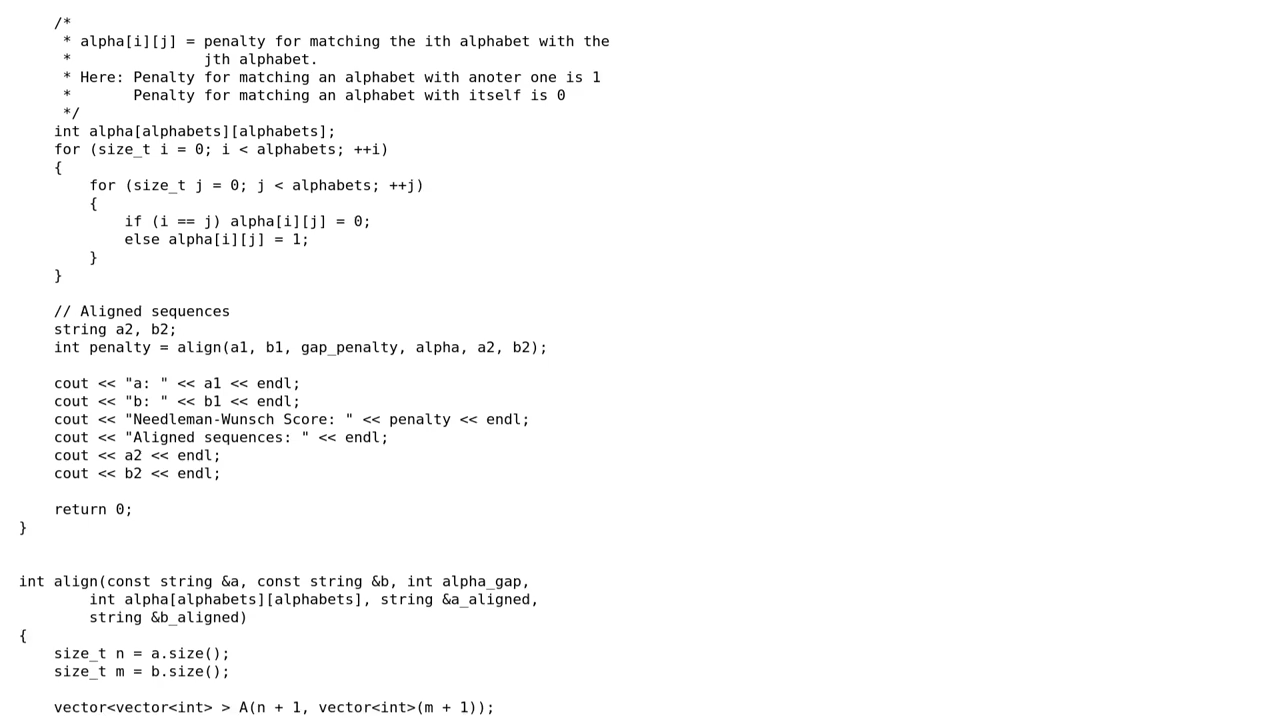 /*
     * alpha[i][j] = penalty for matching the ith alphabet with the
     *               jth alphabet.
     * Here: Penalty for matching an alphabet with anoter one is 1
     *       Penalty for matching an alphabet with itself is 0
     */
    int alpha[alphabets][alphabets];
    for (size_t i = 0; i < alphabets; ++i)
    {
        for (size_t j = 0; j < alphabets; ++j)
        {
            if (i == j) alpha[i][j] = 0;
            else alpha[i][j] = 1;
        }
    }

    // Aligned sequences
    string a2, b2;
    int penalty = align(a1, b1, gap_penalty, alpha, a2, b2);

    cout << "a: " << a1 << endl;
    cout << "b: " << b1 << endl;
    cout << "Needleman-Wunsch Score: " << penalty << endl;
    cout << "Aligned sequences: " << endl;
    cout << a2 << endl;
    cout << b2 << endl;

    return 0;
}


int align(const string &a, const string &b, int alpha_gap,
        int alpha[alphabets][alphabets], string &a_aligned,
        string &b_aligned)
{
    size_t n = a.size();
    size_t m = b.size();

    vector<vector<int> > A(n + 1, vector<int>(m + 1));